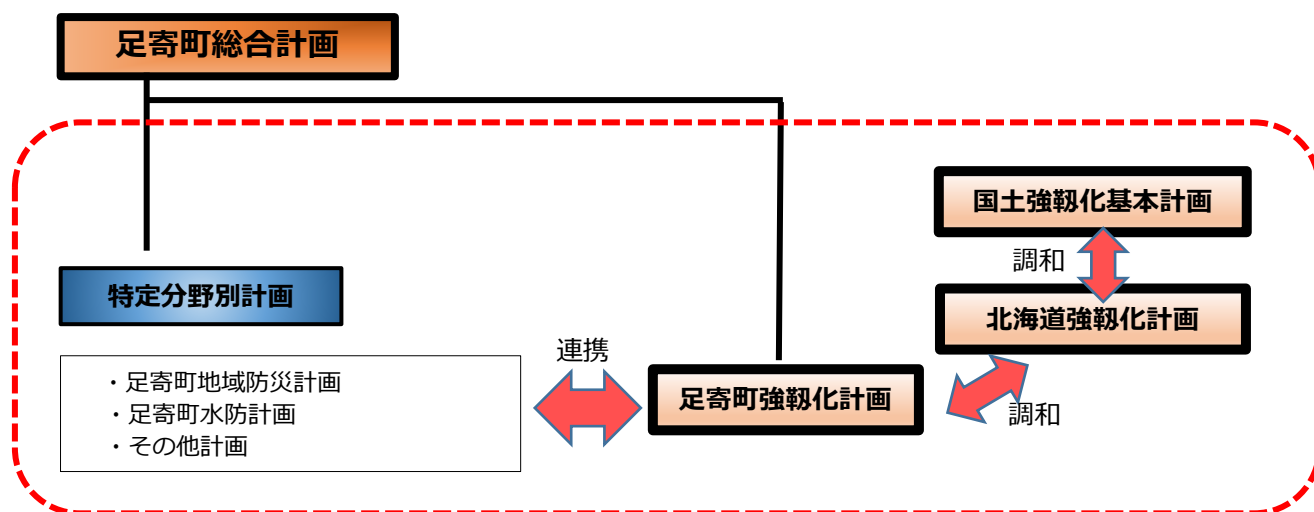 足寄町総合計画
国土強靱化基本計画
調和
特定分野別計画
北海道強靱化計画
連携
・足寄町地域防災計画
・足寄町水防計画
・その他計画
足寄町強靱化計画
調和